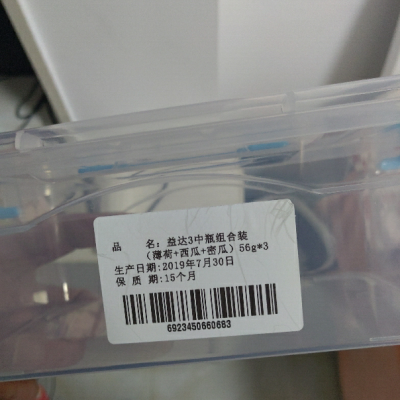 品 名：益达3中瓶组合装
（薄荷+西瓜+密瓜）56g*3
生产日期:2019年7月30日
保 质 期:15个月
6923450660683